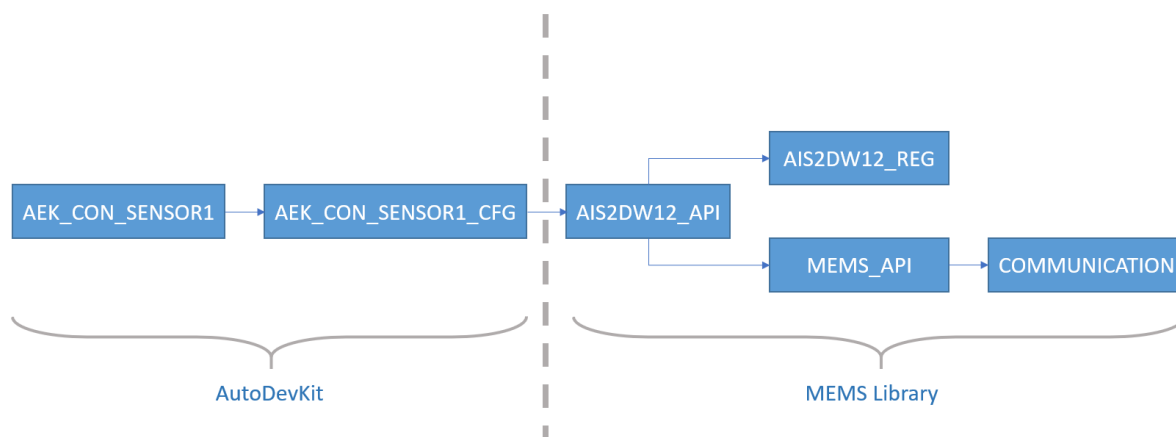 AEK_CON_SENSOR1
AEK_CON_SENSOR1_CFG
AIS2DW12_API
AIS2DW12_REG
MEMS_API
COMMUNICATION
AutoDevKit
MEMS Library